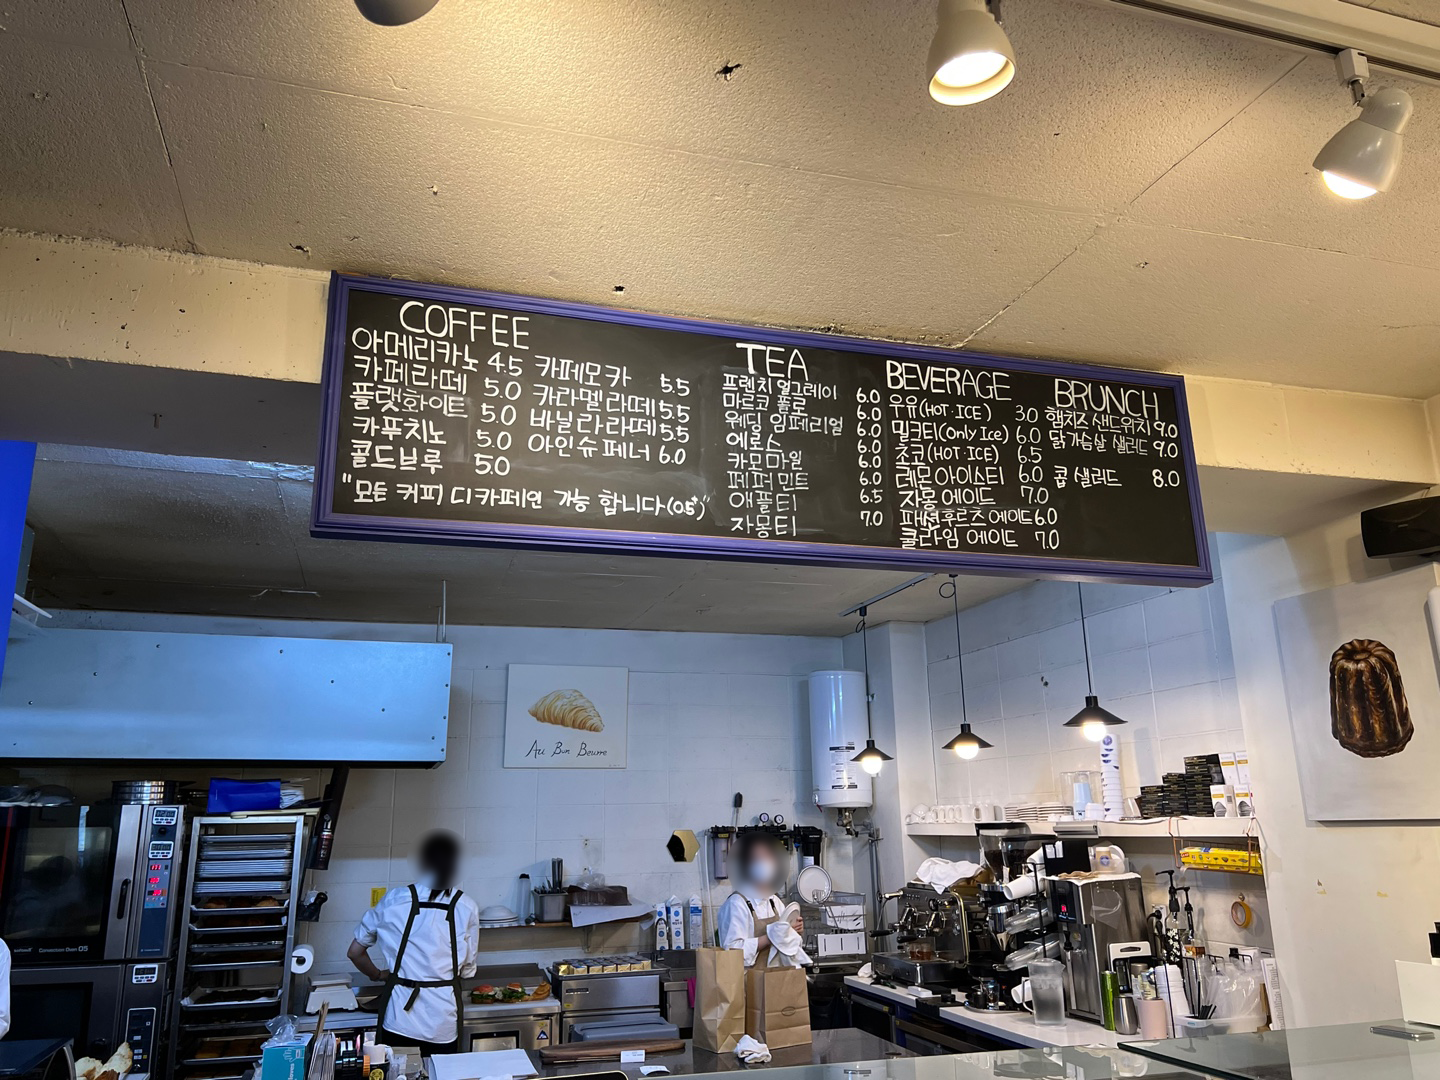 COFFEE
아메리카노 4.5
카페라떼 5.0
플랫화이트 5.0
카푸치노 5.0
콜드브루 5.0
카페모카 5.5
카라멜라떼 5.5
바닐라라떼 5.5
아인슈페너 6.0
"모든 커피 디카페인 가능 합니다(0.5)"
TEA
프렌치얼그레이 6.0
마르코 폴로 6.0
웨딩 임페리얼 6.0
에로스 6.0
카모마일 6.0
페퍼민트 6.0
애플티 6.5
자몽티 7.0
BEVERAGE
우유(HOT·ICE) 3.0
밀크티(Only Ice) 6.0
초코(HOT·ICE) 6.5
레몬아이스티 6.0
자몽에이드 7.0
패션후르츠에이드 6.0
쿨라임에이드 7.0
BRUNCH
햄치즈샌드위치 9.0
닭가슴살 샐러드 9.0
콥샐러드 8.0
Au Bon Beurre